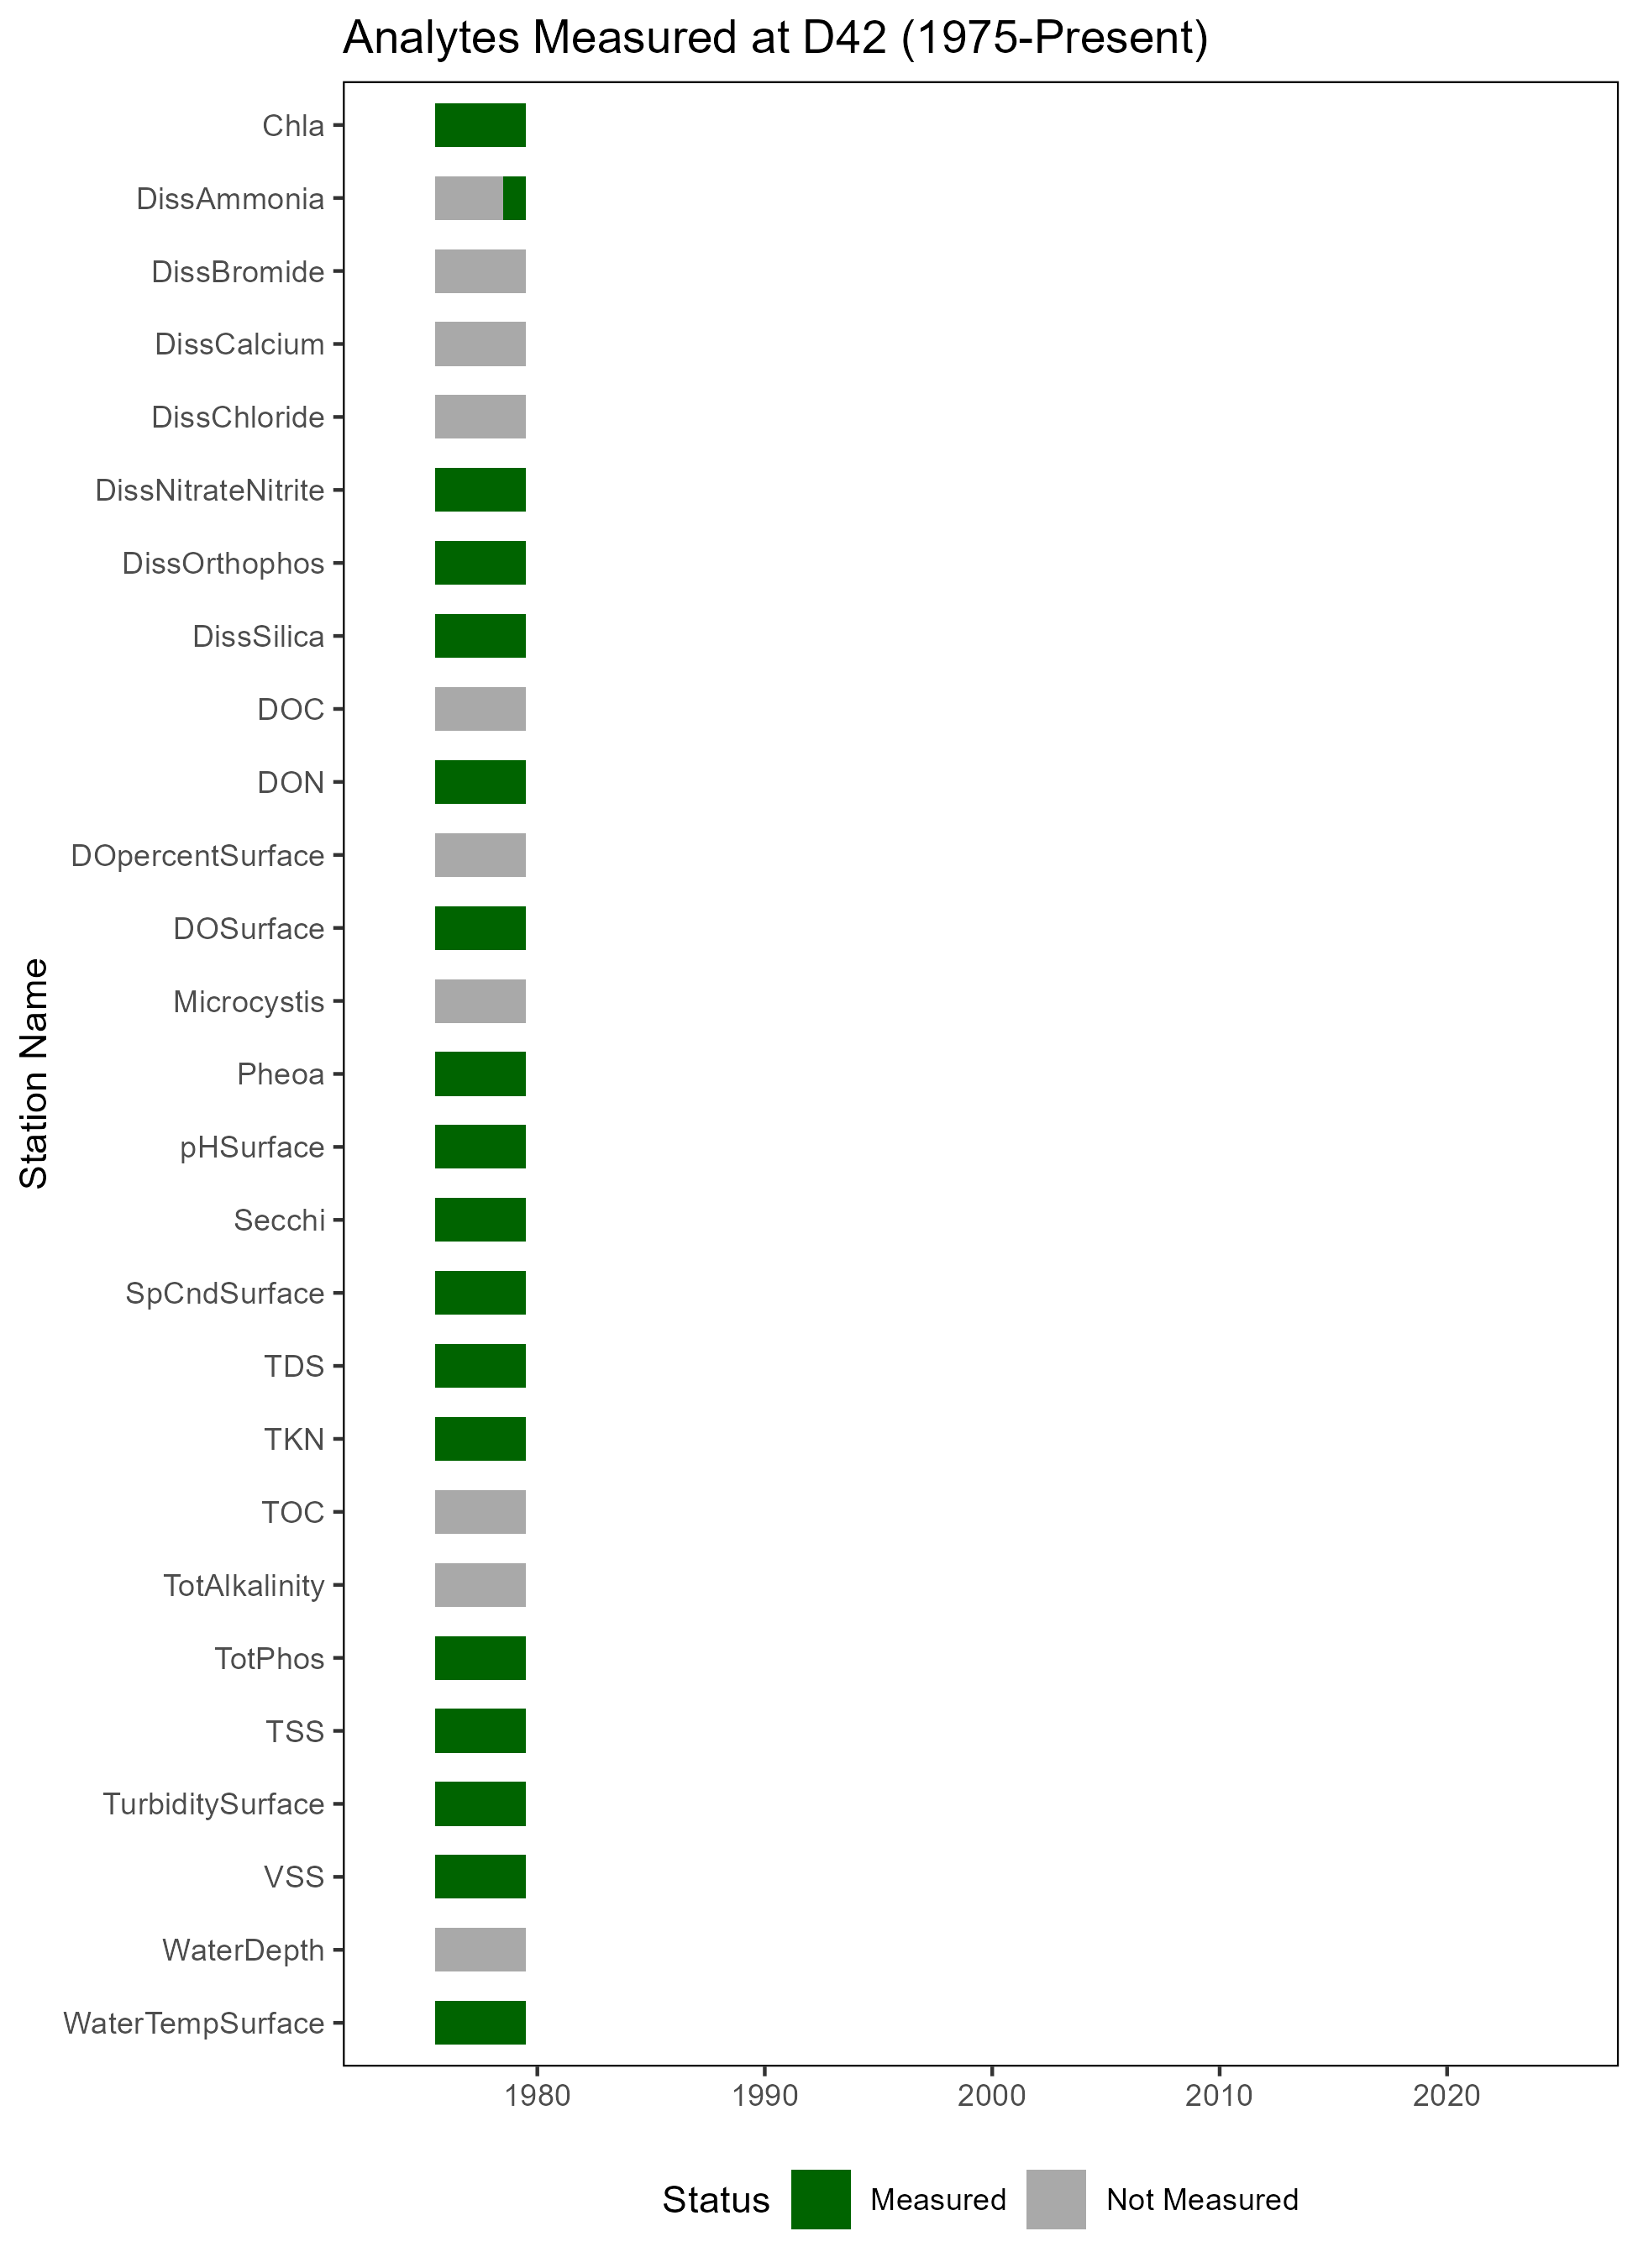 Analytes Measured at D42 (1975-Present)
Station Name
Chla
DissAmmonia
DissBromide
DissCalcium
DissChloride
DissNitrateNitrite
DissOrthophos
DissSilica
DOC
DON
DOpercentSurface
DOSurface
Microcystis
Pheoa
pHSurface
Secchi
SpCndSurface
TDS
TKN
TOC
TotAlkalinity
TotPhos
TSS
TurbiditySurface
VSS
WaterDepth
WaterTempSurface
1980 1990 2000 2010 2020
Status Measured Not Measured